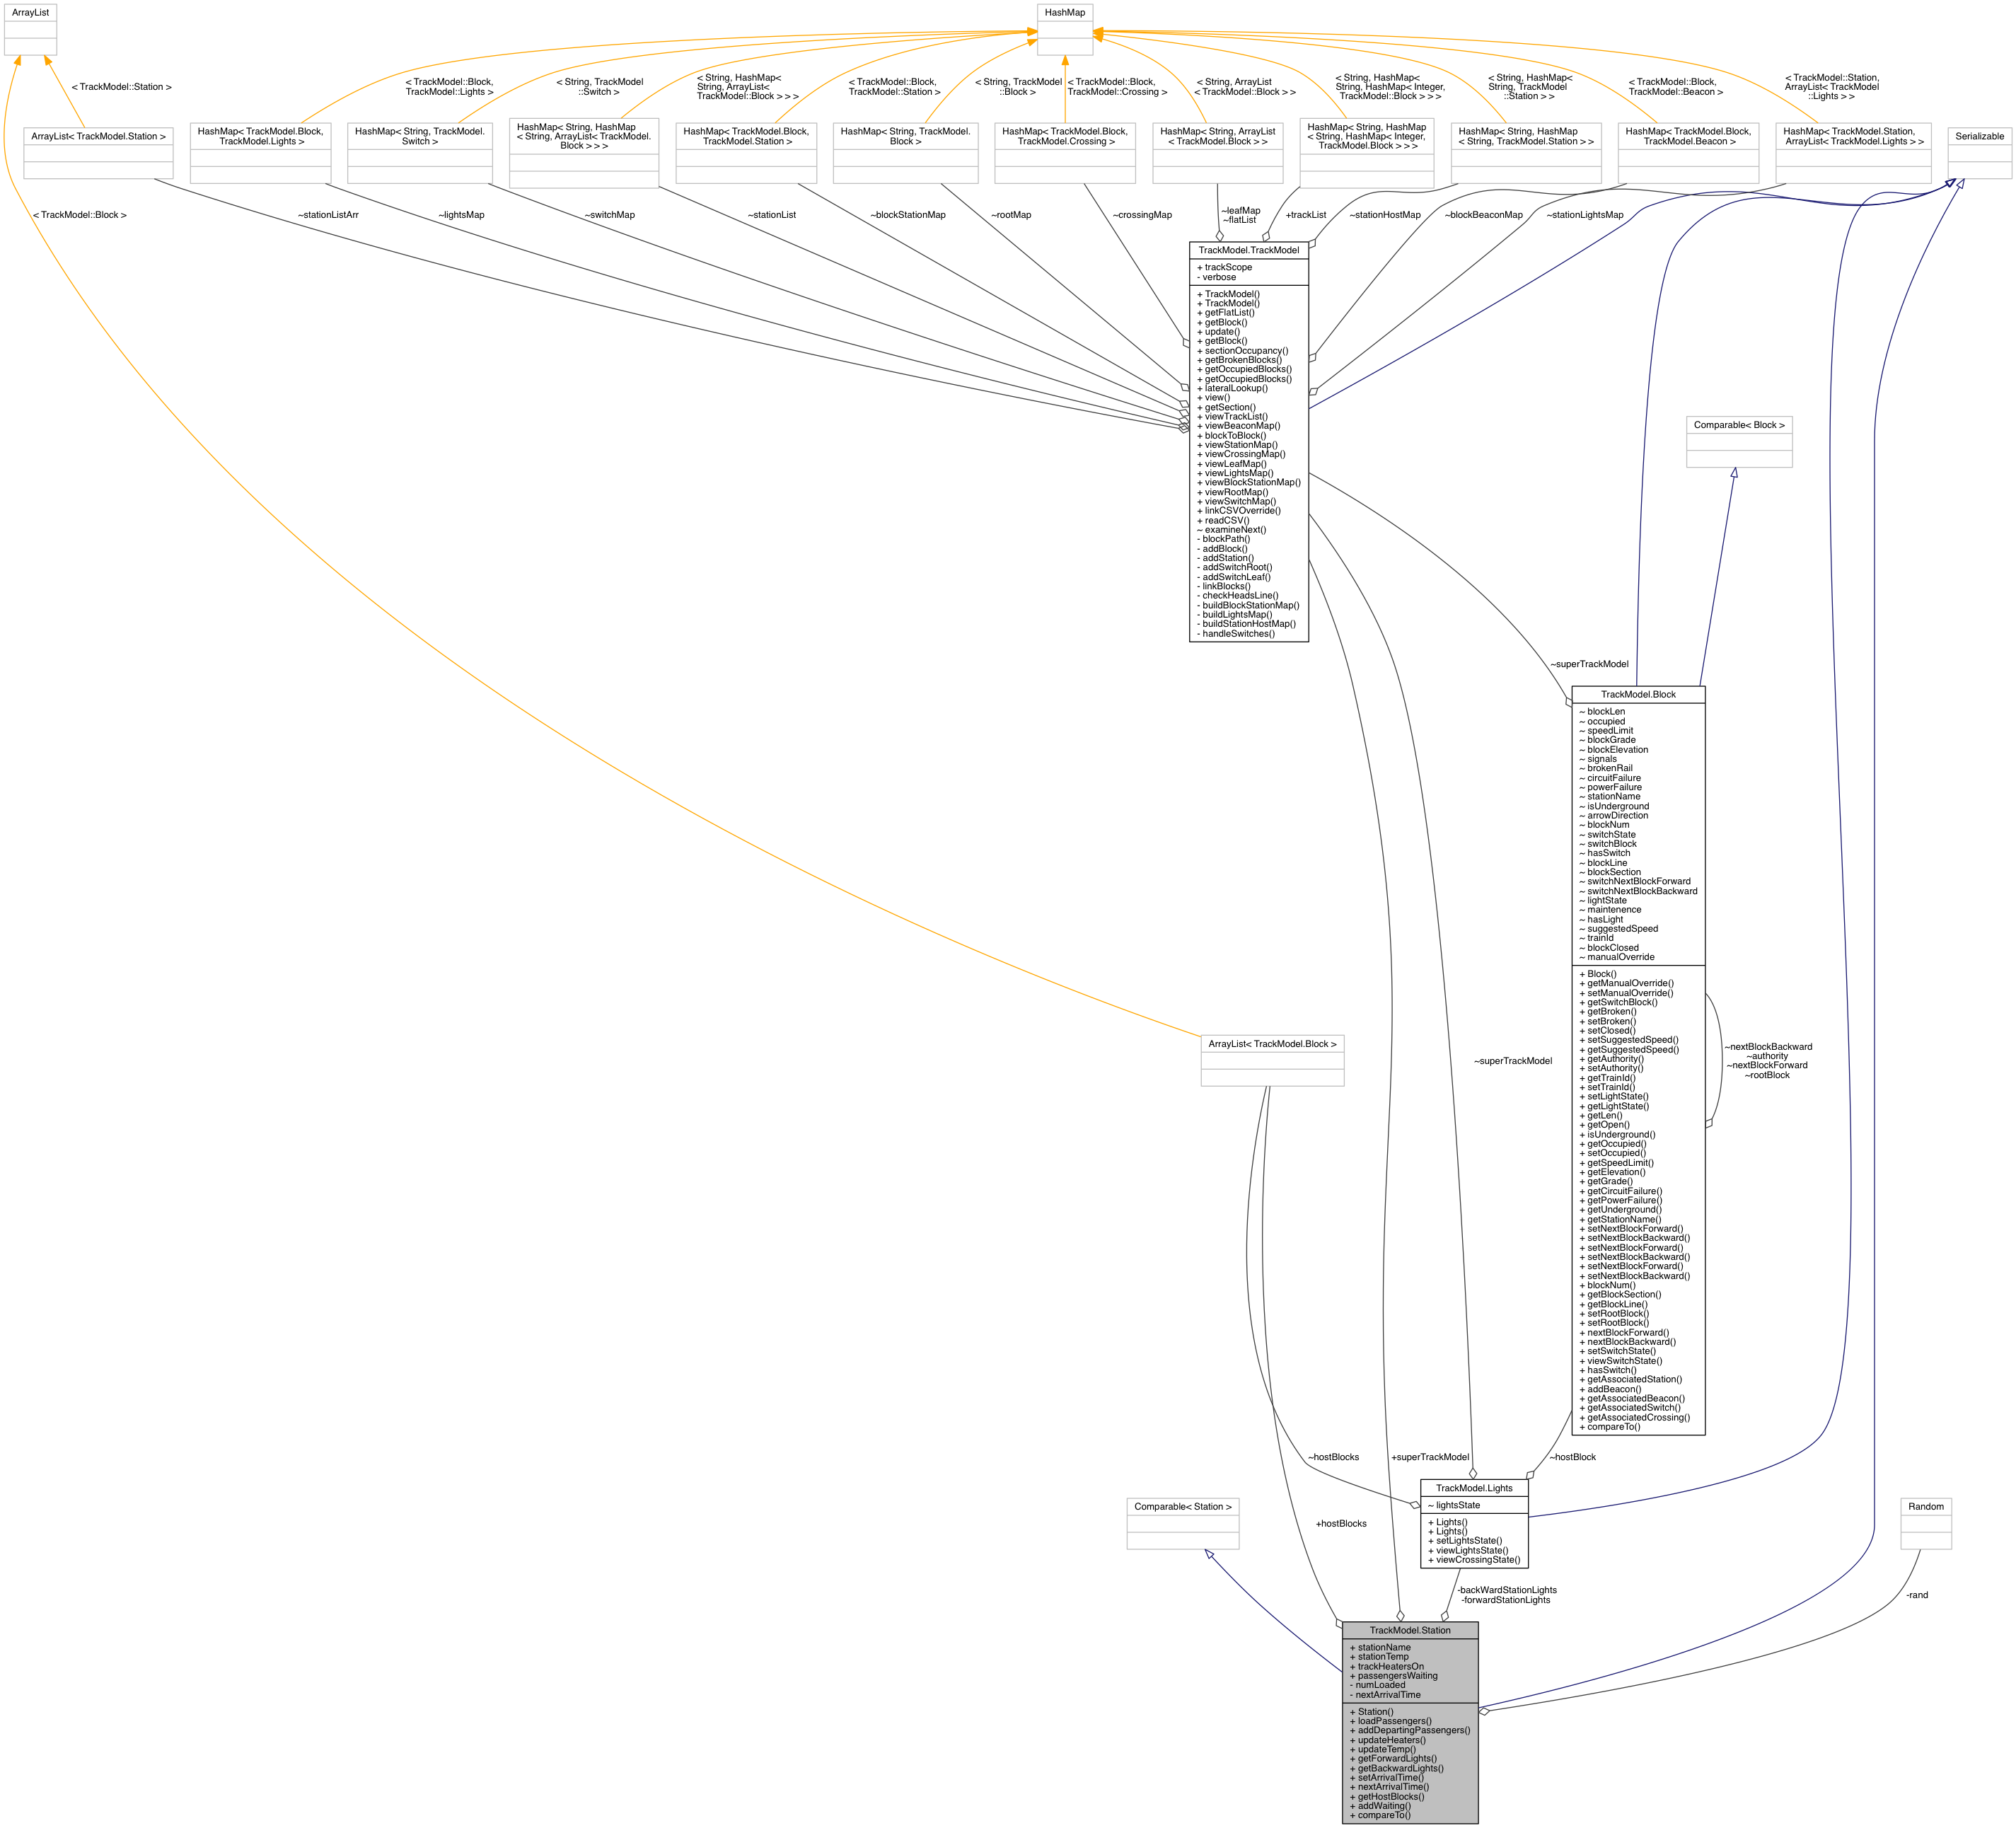 ArrayList
HashMap
< TrackModel::Station >
< TrackModel::Block,
TrackModel::Lights >
< String, TrackModel
::Switch >
< String, HashMap<
String, ArrayList<
TrackModel::Block > > >
< TrackModel::Block,
TrackModel::Station >
< String, TrackModel
::Block >
< TrackModel::Block,
TrackModel::Crossing >
< String, ArrayList
< TrackModel::Block > >
< String, HashMap<
String, HashMap< Integer,
TrackModel::Block > > >
< String, HashMap<
String, TrackModel
::Station > >
< TrackModel::Block,
TrackModel::Beacon >
< TrackModel::Station,
ArrayList< TrackModel
::Lights > >
ArrayList< TrackModel.Station >
HashMap< TrackModel.Block,
TrackModel.Lights >
HashMap< String, TrackModel.
Switch >
HashMap< String, HashMap
< String, ArrayList< TrackModel.
Block > > >
HashMap< TrackModel.Block,
TrackModel.Station >
HashMap< String, TrackModel.
Block >
HashMap< TrackModel.Block,
TrackModel.Crossing >
HashMap< String, ArrayList
< TrackModel.Block > >
HashMap< String, HashMap
< String, HashMap< Integer,
TrackModel.Block > > >
HashMap< String, HashMap
< String, TrackModel.Station > >
HashMap< TrackModel.Block,
TrackModel.Beacon >
HashMap< TrackModel.Station,
ArrayList< TrackModel.Lights > >
Serializable
< TrackModel::Block >
~stationListArr
~lightsMap
~switchMap
~stationList
~blockStationMap
~rootMap
~crossingMap
~leafMap
~flatList
+trackList
~stationHostMap
~blockBeaconMap
~stationLightsMap
TrackModel.TrackModel
+ trackScope
- verbose
+ TrackModel()
+ TrackModel()
+ getFlatList()
+ getBlock()
+ update()
+ getBlock()
+ sectionOccupancy()
+ getBrokenBlocks()
+ getOccupiedBlocks()
+ getOccupiedBlocks()
+ lateralLookup()
+ view()
+ getSection()
+ viewTrackList()
+ viewBeaconMap()
+ blockToBlock()
+ viewStationMap()
+ viewCrossingMap()
+ viewLeafMap()
+ viewLightsMap()
+ viewBlockStationMap()
+ viewRootMap()
+ viewSwitchMap()
+ linkCSVOverride()
+ readCSV()
~ examineNext()
- blockPath()
- addBlock()
- addStation()
- addSwitchRoot()
- addSwitchLeaf()
- linkBlocks()
- checkHeadsLine()
- buildBlockStationMap()
- buildLightsMap()
- buildStationHostMap()
- handleSwitches()
Comparable< Block >
~superTrackModel
TrackModel.Block
~ blockLen
~ occupied
~ speedLimit
~ blockGrade
~ blockElevation
~ signals
~ brokenRail
~ circuitFailure
~ powerFailure
~ stationName
~ isUnderground
~ arrowDirection
~ blockNum
~ switchState
~ switchBlock
~ hasSwitch
~ blockLine
~ blockSection
~ switchNextBlockForward
~ switchNextBlockBackward
~ lightState
~ maintenence
~ hasLight
~ suggestedSpeed
~ trainId
~ blockClosed
~ manualOverride
+ Block()
+ getManualOverride()
+ setManualOverride()
+ getSwitchBlock()
+ getBroken()
+ setBroken()
+ setClosed()
+ setSuggestedSpeed()
+ getSuggestedSpeed()
+ getAuthority()
+ setAuthority()
+ getTrainId()
+ setTrainId()
+ setLightState()
+ getLightState()
+ getLen()
+ getOpen()
+ isUnderground()
+ getOccupied()
+ setOccupied()
+ getSpeedLimit()
+ getElevation()
+ getGrade()
+ getCircuitFailure()
+ getPowerFailure()
+ getUnderground()
+ getStationName()
+ setNextBlockForward()
+ setNextBlockBackward()
+ setNextBlockForward()
+ setNextBlockBackward()
+ setNextBlockForward()
+ setNextBlockBackward()
+ blockNum()
+ getBlockSection()
+ getBlockLine()
+ setRootBlock()
+ setRootBlock()
+ nextBlockForward()
+ nextBlockBackward()
+ setSwitchState()
+ viewSwitchState()
+ hasSwitch()
+ getAssociatedStation()
+ addBeacon()
+ getAssociatedBeacon()
+ getAssociatedSwitch()
+ getAssociatedCrossing()
+ compareTo()
~nextBlockBackward
~authority
~nextBlockForward
~rootBlock
ArrayList< TrackModel.Block >
~superTrackModel
~hostBlocks
+superTrackModel
~hostBlock
TrackModel.Lights
~ lightsState
+ Lights()
+ Lights()
+ setLightsState()
+ viewLightsState()
+ viewCrossingState()
Comparable< Station >
+hostBlocks
Random
-backWardStationLights
-forwardStationLights
-rand
TrackModel.Station
+ stationName
+ stationTemp
+ trackHeatersOn
+ passengersWaiting
- numLoaded
- nextArrivalTime
+ Station()
+ loadPassengers()
+ addDepartingPassengers()
+ updateHeaters()
+ updateTemp()
+ getForwardLights()
+ getBackwardLights()
+ setArrivalTime()
+ nextArrivalTime()
+ getHostBlocks()
+ addWaiting()
+ compareTo()